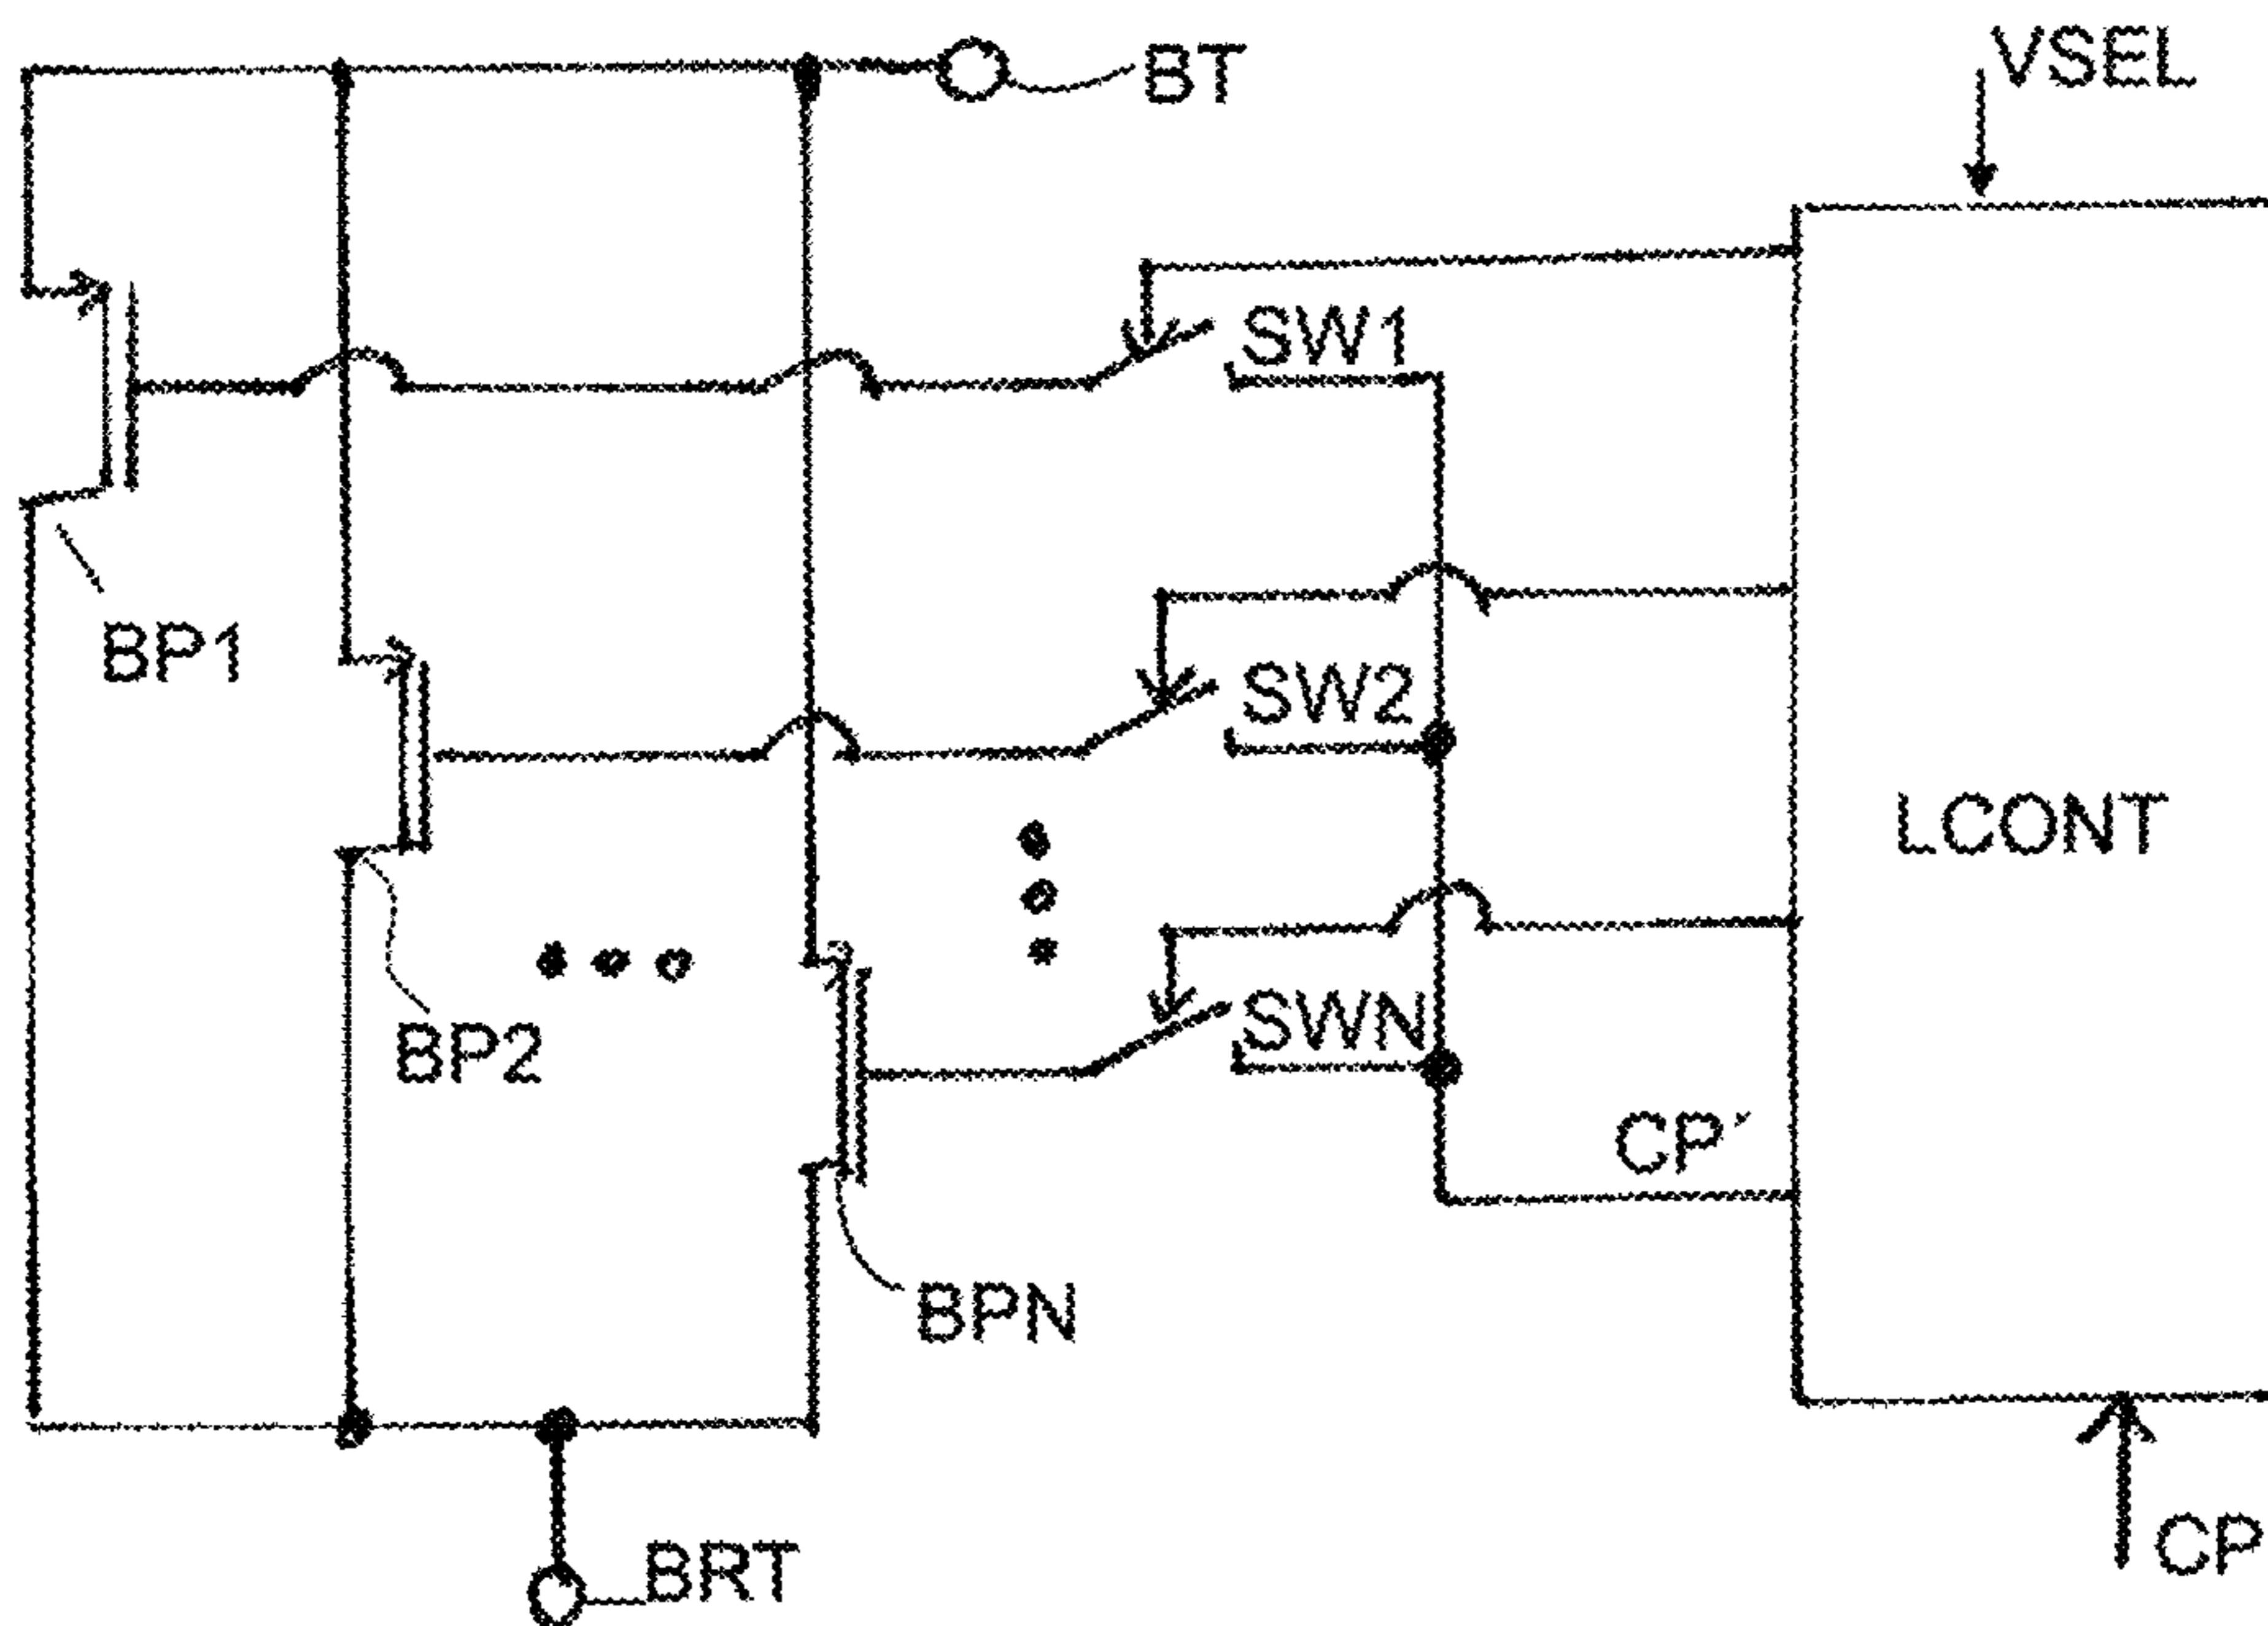 BT
VSEL
SW1
BP1
SW2
LCONT
SWN
BP2
CP'
BPN
BRT
CP